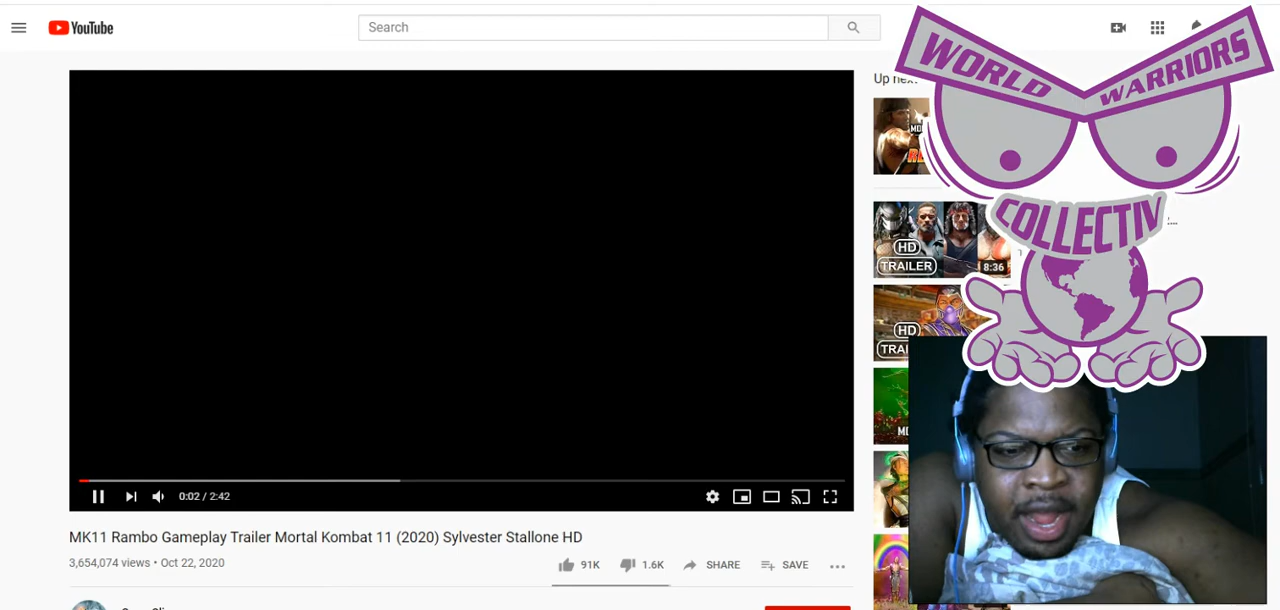 YouTube
Search
WORLD WARRIORS
COLLECTIV
Up next
HD
TRAILER
8:36
HD
0:02 / 2:42
MK11 Rambo Gameplay Trailer Mortal Kombat 11 (2020) Sylvester Stallone HD
3,654,074 views • Oct 22, 2020
91K
1.6K
SHARE
SAVE